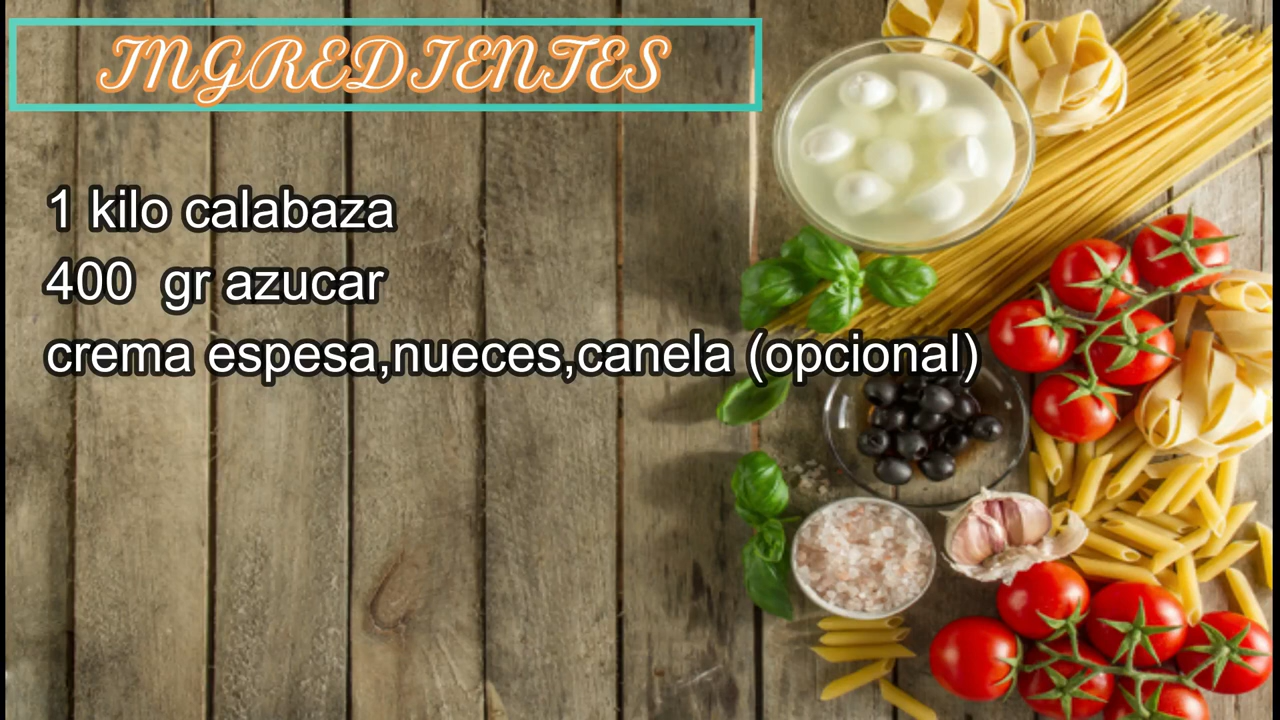 INGREDIENTES
1 kilo calabaza
400 gr azucar
crema espesa,nueces,canela (opcional)